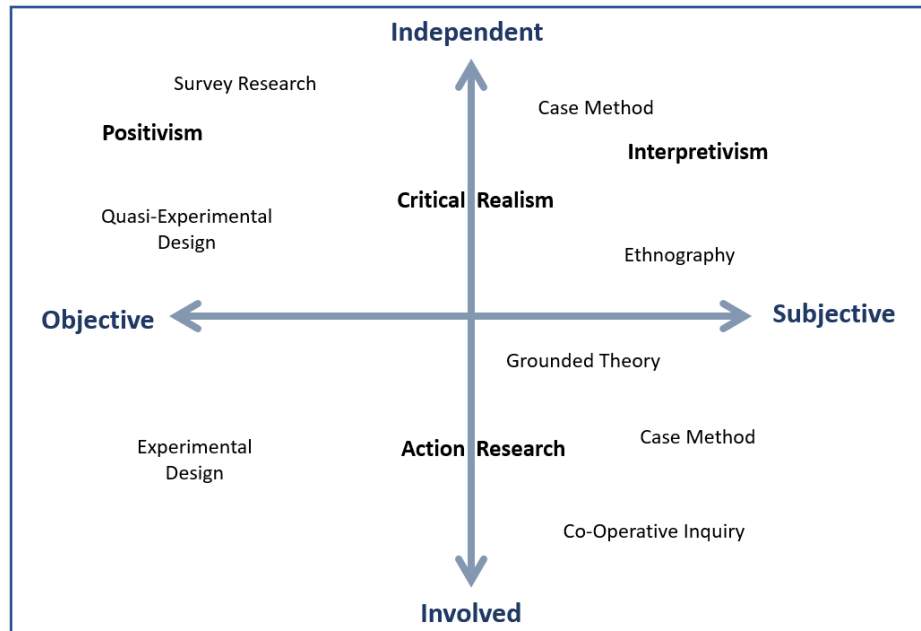 Independent
Survey Research
Case Method
Positivism
Interpretivism
Critical Realism
Quasi-Experimental
Design
Ethnography
Objective
Subjective
Grounded Theory
Experimental
Design
Action Research
Case Method
Co-Operative Inquiry
Involved